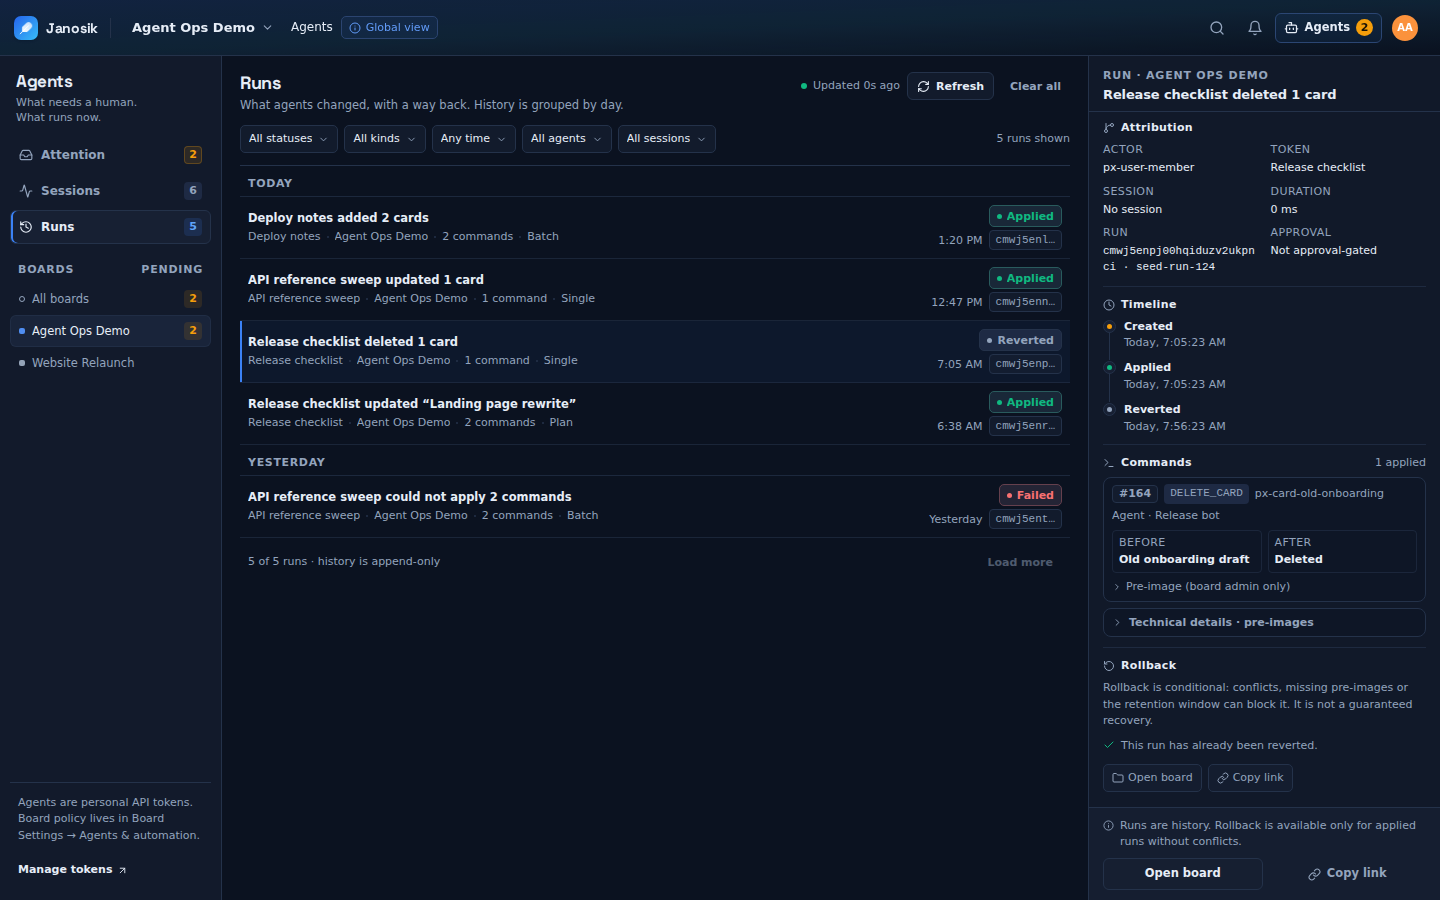 Janosik
Agent Ops Demo
Agents
Global view
Agents 2
AA
Agents
What needs a human.
What runs now.
Attention 2
Sessions 6
Runs 5
BOARDS PENDING
All boards 2
Agent Ops Demo 2
Website Relaunch
Agents are personal API tokens.
Board policy lives in Board
Settings → Agents & automation.
Manage tokens
Runs
What agents changed, with a way back. History is grouped by day.
Updated 0s ago
Refresh
Clear all
All statuses
All kinds
Any time
All agents
All sessions
5 runs shown
TODAY
Deploy notes added 2 cards
Applied
Deploy notes · Agent Ops Demo · 2 commands · Batch
1:20 PM cmwj5enl…
API reference sweep updated 1 card
Applied
API reference sweep · Agent Ops Demo · 1 command · Single
12:47 PM cmwj5enn…
Release checklist deleted 1 card
Reverted
Release checklist · Agent Ops Demo · 1 command · Single
7:05 AM cmwj5enp…
Release checklist updated “Landing page rewrite”
Applied
Release checklist · Agent Ops Demo · 2 commands · Plan
6:38 AM cmwj5enr…
YESTERDAY
API reference sweep could not apply 2 commands
Failed
API reference sweep · Agent Ops Demo · 2 commands · Batch
Yesterday cmwj5ent…
5 of 5 runs · history is append-only
Load more
RUN · AGENT OPS DEMO
Release checklist deleted 1 card
Attribution
ACTOR TOKEN
px-user-member Release checklist
SESSION DURATION
No session 0 ms
RUN APPROVAL
cmwj5enpj00hqiduzv2ukpn Not approval-gated
ci · seed-run-124
Timeline
Created
Today, 7:05:23 AM
Applied
Today, 7:05:23 AM
Reverted
Today, 7:56:23 AM
Commands 1 applied
#164 DELETE_CARD px-card-old-onboarding
Agent · Release bot
BEFORE AFTER
Old onboarding draft Deleted
Pre-image (board admin only)
Technical details · pre-images
Rollback
Rollback is conditional: conflicts, missing pre-images or
the retention window can block it. It is not a guaranteed
recovery.
This run has already been reverted.
Open board
Copy link
Runs are history. Rollback is available only for applied
runs without conflicts.
Open board
Copy link